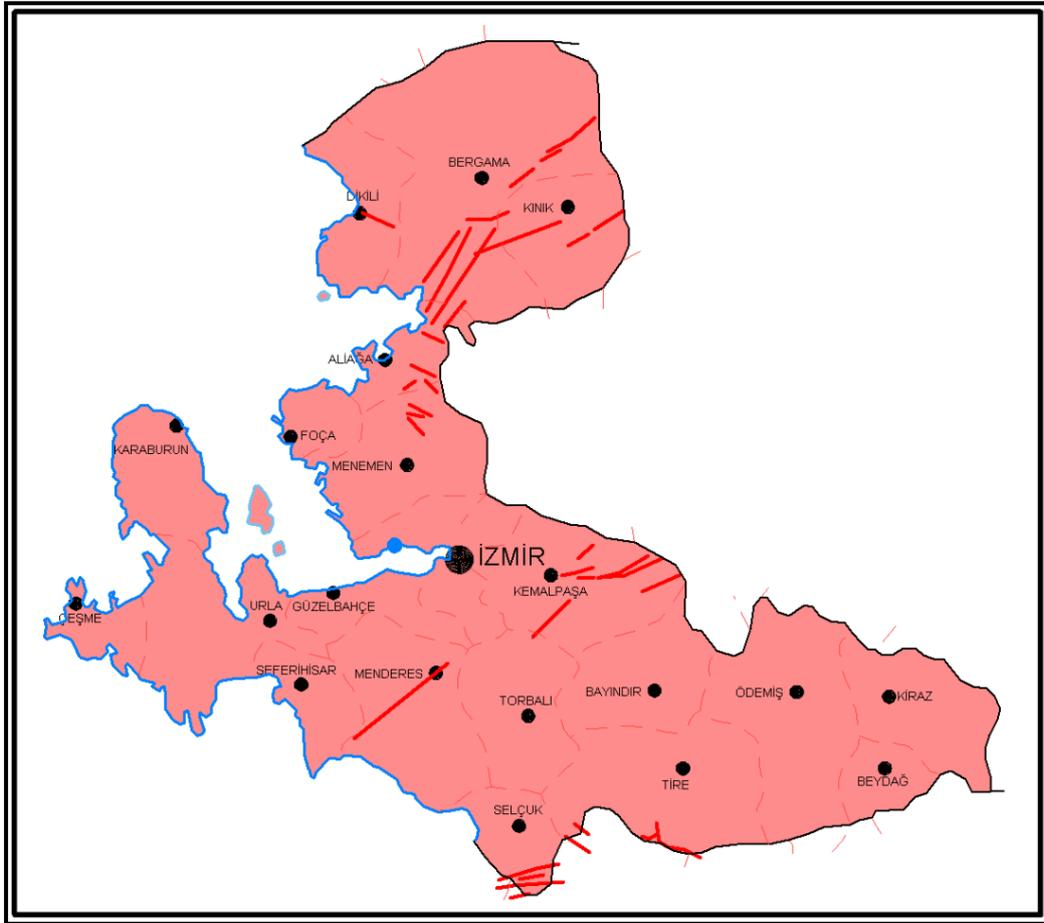 BERGAMA
DİKİLİ
KINIK
ALİAĞA
FOÇA
KARABURUN
MENEMEN
İZMİR
KEMALPAŞA
URLA
GÜZELBAHÇE
ÇEŞME
SEFERİHİSAR
MENDERES
BAYINDIR
ÖDEMİŞ
KİRAZ
TORBALI
TİRE
BEYDAĞ
SELÇUK